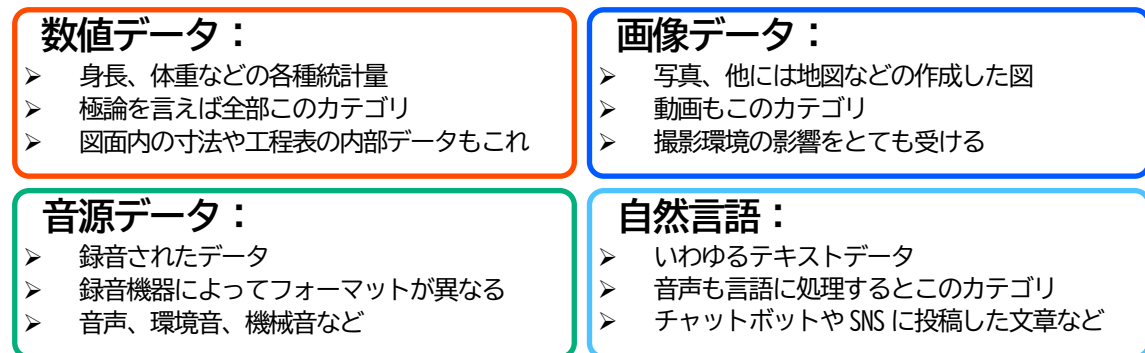 数値データ：
➢ 身長、体重などの各種統計量
➢ 極論を言えば全部このカテゴリ
➢ 図面内の寸法や工程表の内部データもこれ
画像データ：
➢ 写真、他には地図などの作成した図
➢ 動画もこのカテゴリ
➢ 撮影環境の影響をとても受ける
音源データ：
➢ 録音されたデータ
➢ 録音機器によってフォーマットが異なる
➢ 音声、環境音、機械音など
自然言語：
➢ いわゆるテキストデータ
➢ 音声も言語に処理するとこのカテゴリ
➢ チャットボットやSNSに投稿した文章など